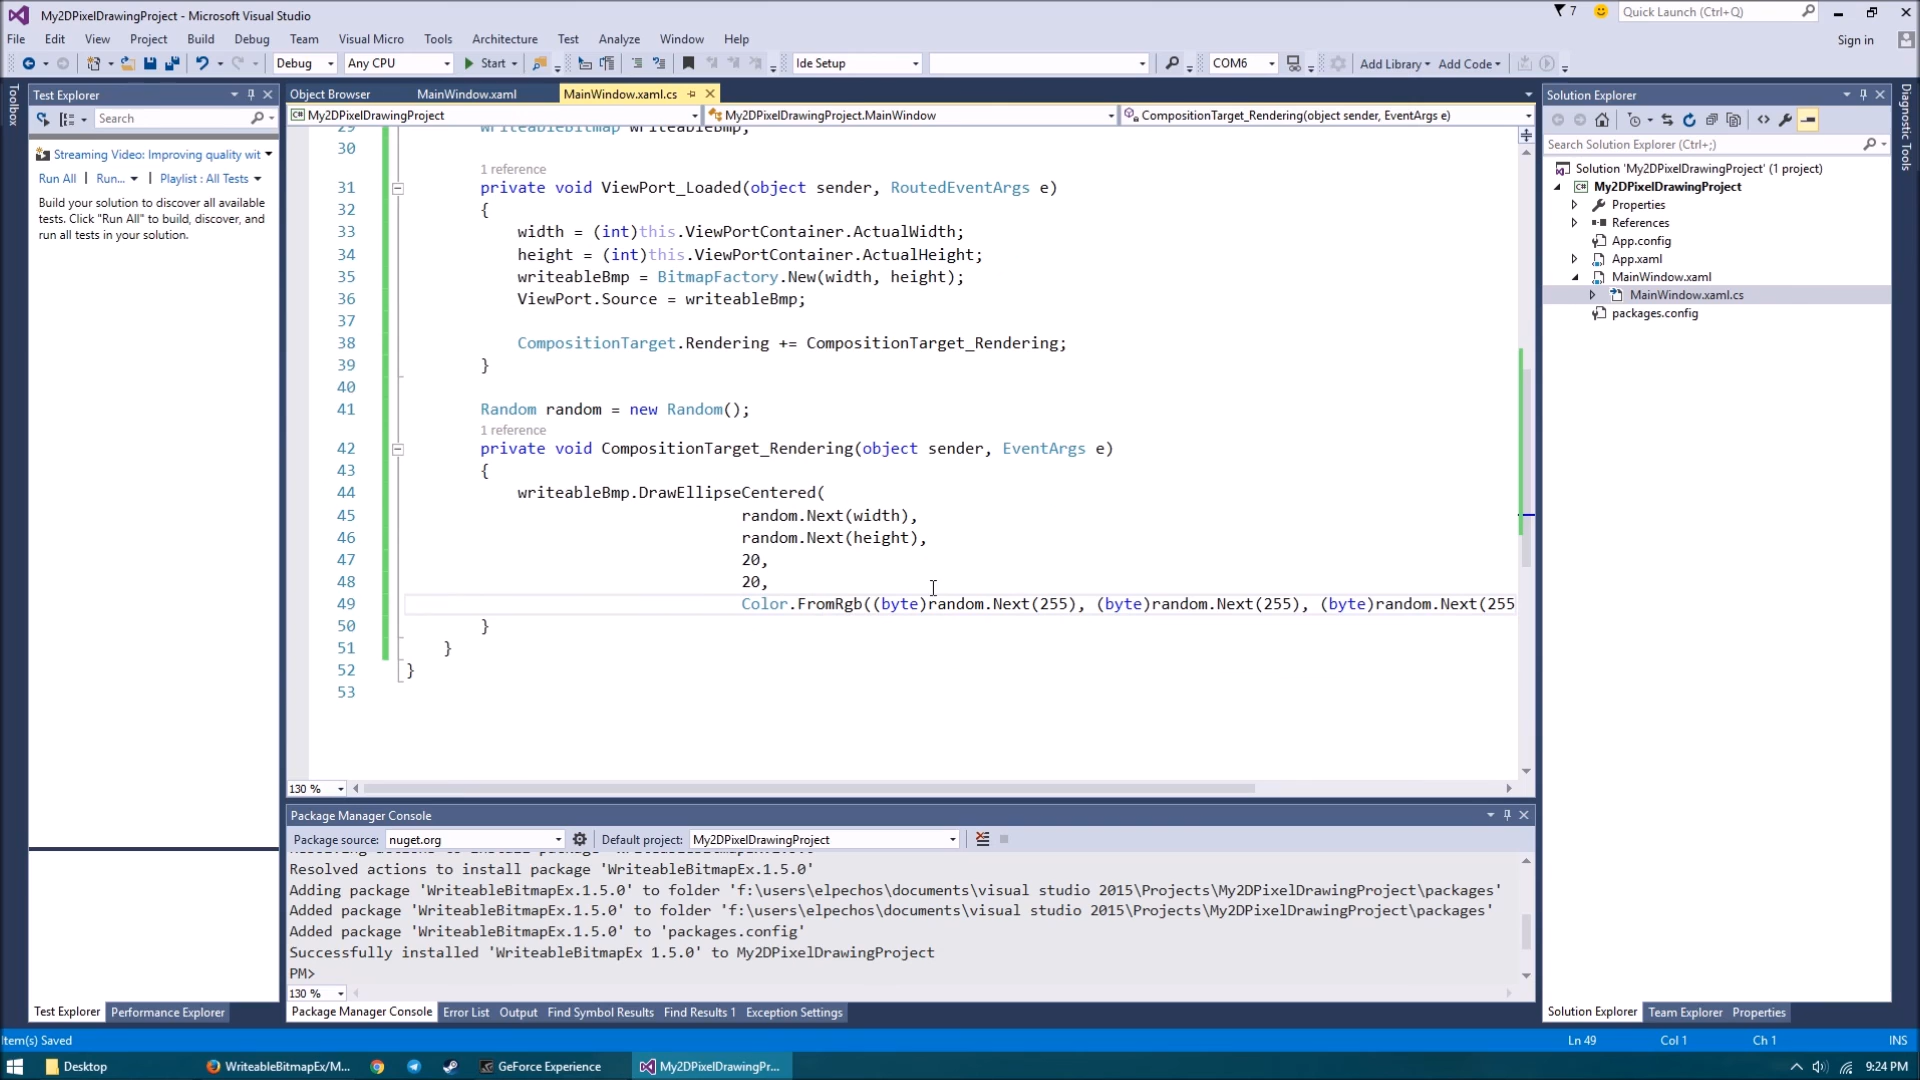 My2DPixelDrawingProject - Microsoft Visual Studio
7
Quick Launch (Ctrl+Q)
File Edit View Project Build Debug Team Visual Micro Tools Architecture Test Analyze Window Help
Sign in
Debug Any CPU Start Ide Setup COM6 Add Library Add Code
Toolbox
Test Explorer
Search
Streaming Video: Improving quality wit
Run All Run... Playlist : All Tests
Build your solution to discover all available
tests. Click "Run All" to build, discover, and
run all tests in your solution.
Object Browser MainWindow.xaml MainWindow.xaml.cs
My2DPixelDrawingProject My2DPixelDrawingProject.MainWindow CompositionTarget_Rendering(object sender, EventArgs e)
29 WriteableBitmap writeableBmp;
30
1 reference
31 private void ViewPort_Loaded(object sender, RoutedEventArgs e)
32 {
33 width = (int)this.ViewPortContainer.ActualWidth;
34 height = (int)this.ViewPortContainer.ActualHeight;
35 writeableBmp = BitmapFactory.New(width, height);
36 ViewPort.Source = writeableBmp;
37
38 CompositionTarget.Rendering += CompositionTarget_Rendering;
39 }
40
41 Random random = new Random();
1 reference
42 private void CompositionTarget_Rendering(object sender, EventArgs e)
43 {
44 writeableBmp.DrawEllipseCentered(
45 random.Next(width),
46 random.Next(height),
47 20,
48 20,
49 Color.FromRgb((byte)random.Next(255), (byte)random.Next(255), (byte)random.Next(255
50 }
51 }
52 }
53
130 %
Package Manager Console
Package source: nuget.org Default project: My2DPixelDrawingProject
Resolved actions to install package 'WriteableBitmapEx.1.5.0'
Adding package 'WriteableBitmapEx.1.5.0' to folder 'f:\users\elpechos\documents\visual studio 2015\Projects\My2DPixelDrawingProject\packages'
Added package 'WriteableBitmapEx.1.5.0' to folder 'f:\users\elpechos\documents\visual studio 2015\Projects\My2DPixelDrawingProject\packages'
Added package 'WriteableBitmapEx.1.5.0' to 'packages.config'
Successfully installed 'WriteableBitmapEx 1.5.0' to My2DPixelDrawingProject
PM>
130 %
Test Explorer Performance Explorer
Package Manager Console Error List Output Find Symbol Results Find Results 1 Exception Settings
Solution Explorer
Search Solution Explorer (Ctrl+;)
Solution 'My2DPixelDrawingProject' (1 project)
My2DPixelDrawingProject
Properties
References
App.config
App.xaml
MainWindow.xaml
MainWindow.xaml.cs
packages.config
Solution Explorer Team Explorer Properties
Diagnostic Tools
Item(s) Saved Ln 49 Col 1 Ch 1 INS
Desktop WriteableBitmapEx/M... GeForce Experience My2DPixelDrawingPr... 9:24 PM